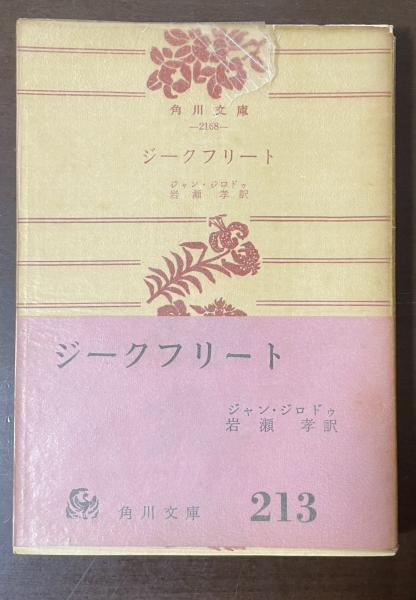 角川文庫
—2168—
ジークフリート
ジャン・ジロドゥ
岩瀬 孝訳
ジークフリート
ジャン・ジロドゥ
岩瀬 孝訳
角川文庫 213